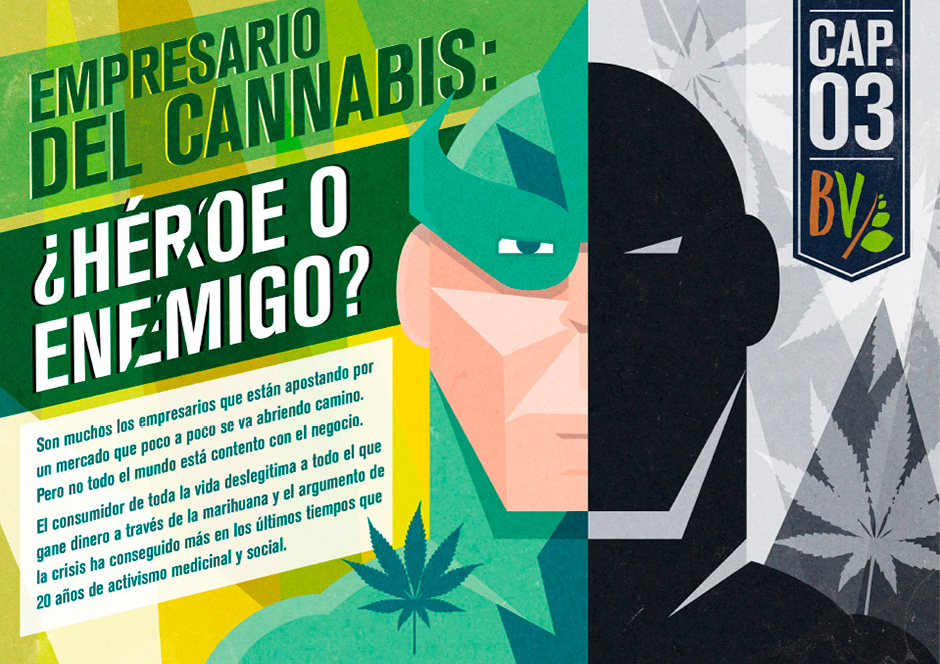 EMPRESARIO
DEL CANNABIS:
¿HÉROE O
ENEMIGO?
Son muchos los empresarios que están apostando por
un mercado que poco a poco se va abriendo camino.
Pero no todo el mundo está contento con el negocio.
El consumidor de toda la vida deslegitima a todo el que
gane dinero a través de la marihuana y el argumento de
la crisis ha conseguido más en los últimos tiempos que
20 años de activismo medicinal y social.
CAP.
03
BV